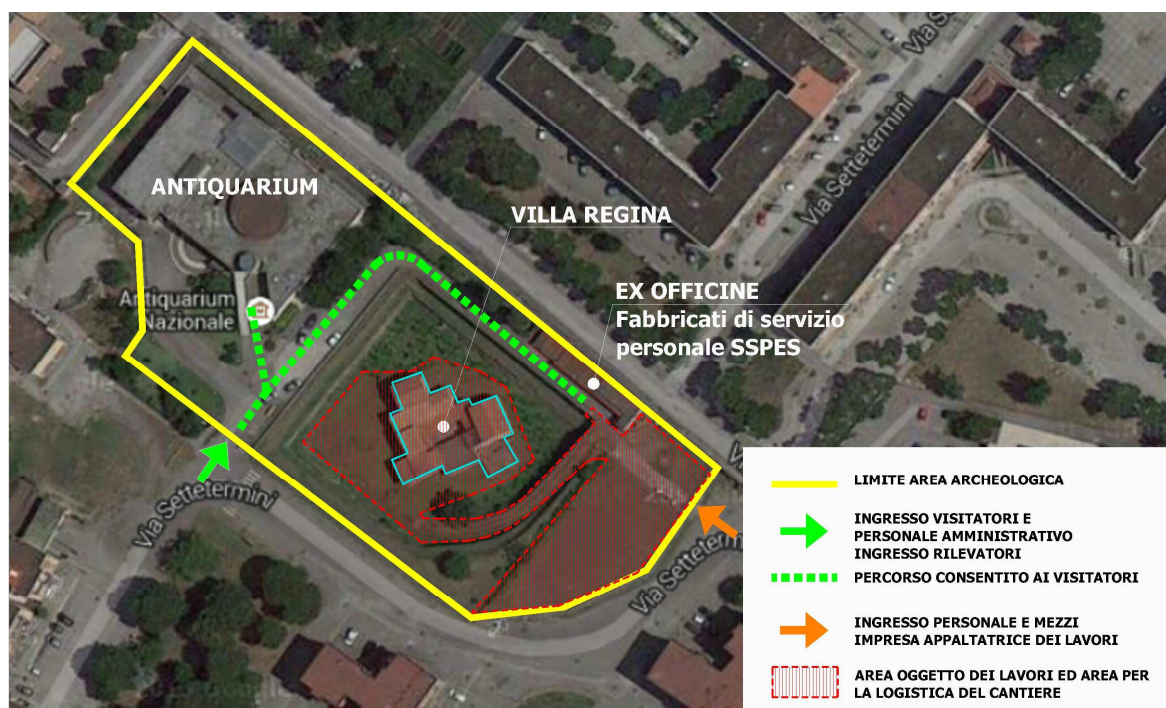 ANTIQUARIUM
VILLA REGINA
EX OFFICINE
Fabbricati di servizio
personale SSPES
Antiquarium
Nazionale
Via Settetermini
Via Settetermini
Via Settetermini
Via Setteterm
LIMITE AREA ARCHEOLOGICA
INGRESSO VISITATORI E
PERSONALE AMMINISTRATIVO
INGRESSO RILEVATORI
PERCORSO CONSENTITO AI VISITATORI
INGRESSO PERSONALE E MEZZI
IMPRESA APPALTATRICE DEI LAVORI
AREA OGGETTO DEI LAVORI ED AREA PER
LA LOGISTICA DEL CANTIERE